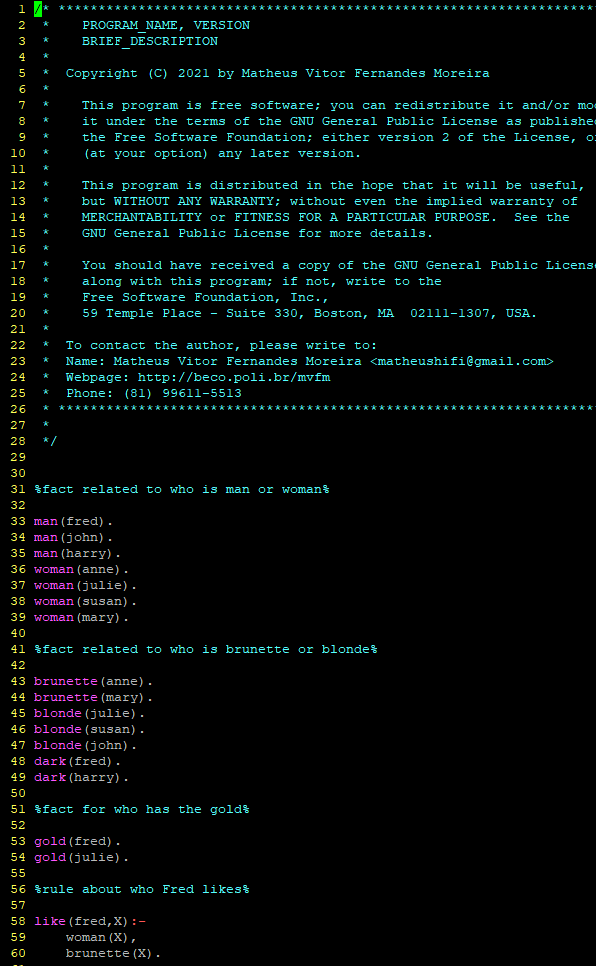 1 /* *******************************************************************
2  *    PROGRAM_NAME, VERSION
3  *    BRIEF_DESCRIPTION
4  *
5  *  Copyright (C) 2021 by Matheus Vitor Fernandes Moreira
6  *
7  *    This program is free software; you can redistribute it and/or mo
8  *    it under the terms of the GNU General Public License as published
9  *    the Free Software Foundation; either version 2 of the License, o
10  *    (at your option) any later version.
11  *
12  *    This program is distributed in the hope that it will be useful,
13  *    but WITHOUT ANY WARRANTY; without even the implied warranty of
14  *    MERCHANTABILITY or FITNESS FOR A PARTICULAR PURPOSE.  See the
15  *    GNU General Public License for more details.
16  *
17  *    You should have received a copy of the GNU General Public License
18  *    along with this program; if not, write to the
19  *    Free Software Foundation, Inc.,
20  *    59 Temple Place - Suite 330, Boston, MA  02111-1307, USA.
21  *
22  *  To contact the author, please write to:
23  *  Name: Matheus Vitor Fernandes Moreira <matheushifi@gmail.com>
24  *  Webpage: http://beco.poli.br/mvfm
25  *  Phone: (81) 99611-5513
26  * *******************************************************************
27  *
28  */
29
30
31 %fact related to who is man or woman%
32
33 man(fred).
34 man(john).
35 man(harry).
36 woman(anne).
37 woman(julie).
38 woman(susan).
39 woman(mary).
40
41 %fact related to who is brunette or blonde%
42
43 brunette(anne).
44 brunette(mary).
45 blonde(julie).
46 blonde(susan).
47 blonde(john).
48 dark(fred).
49 dark(harry).
50
51 %fact for who has the gold%
52
53 gold(fred).
54 gold(julie).
55
56 %rule about who Fred likes%
57
58 like(fred,X):-
59     woman(X),
60     brunette(X).